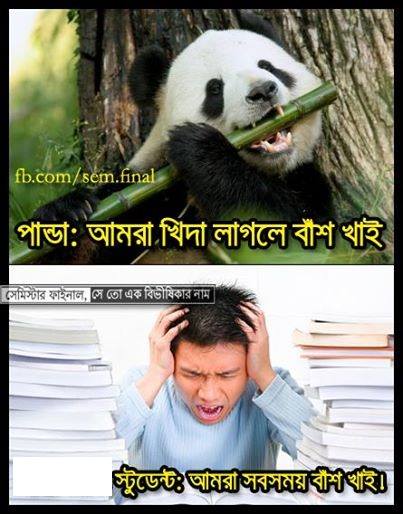 fb.com/sem.final
পান্ডা: আমরা খিদা লাগলে বাঁশ খাই
সেমিস্টার ফাইনাল, সে তো এক বিভীষিকার নাম
স্টুডেন্ট: আমরা সবসময় বাঁশ খাই।